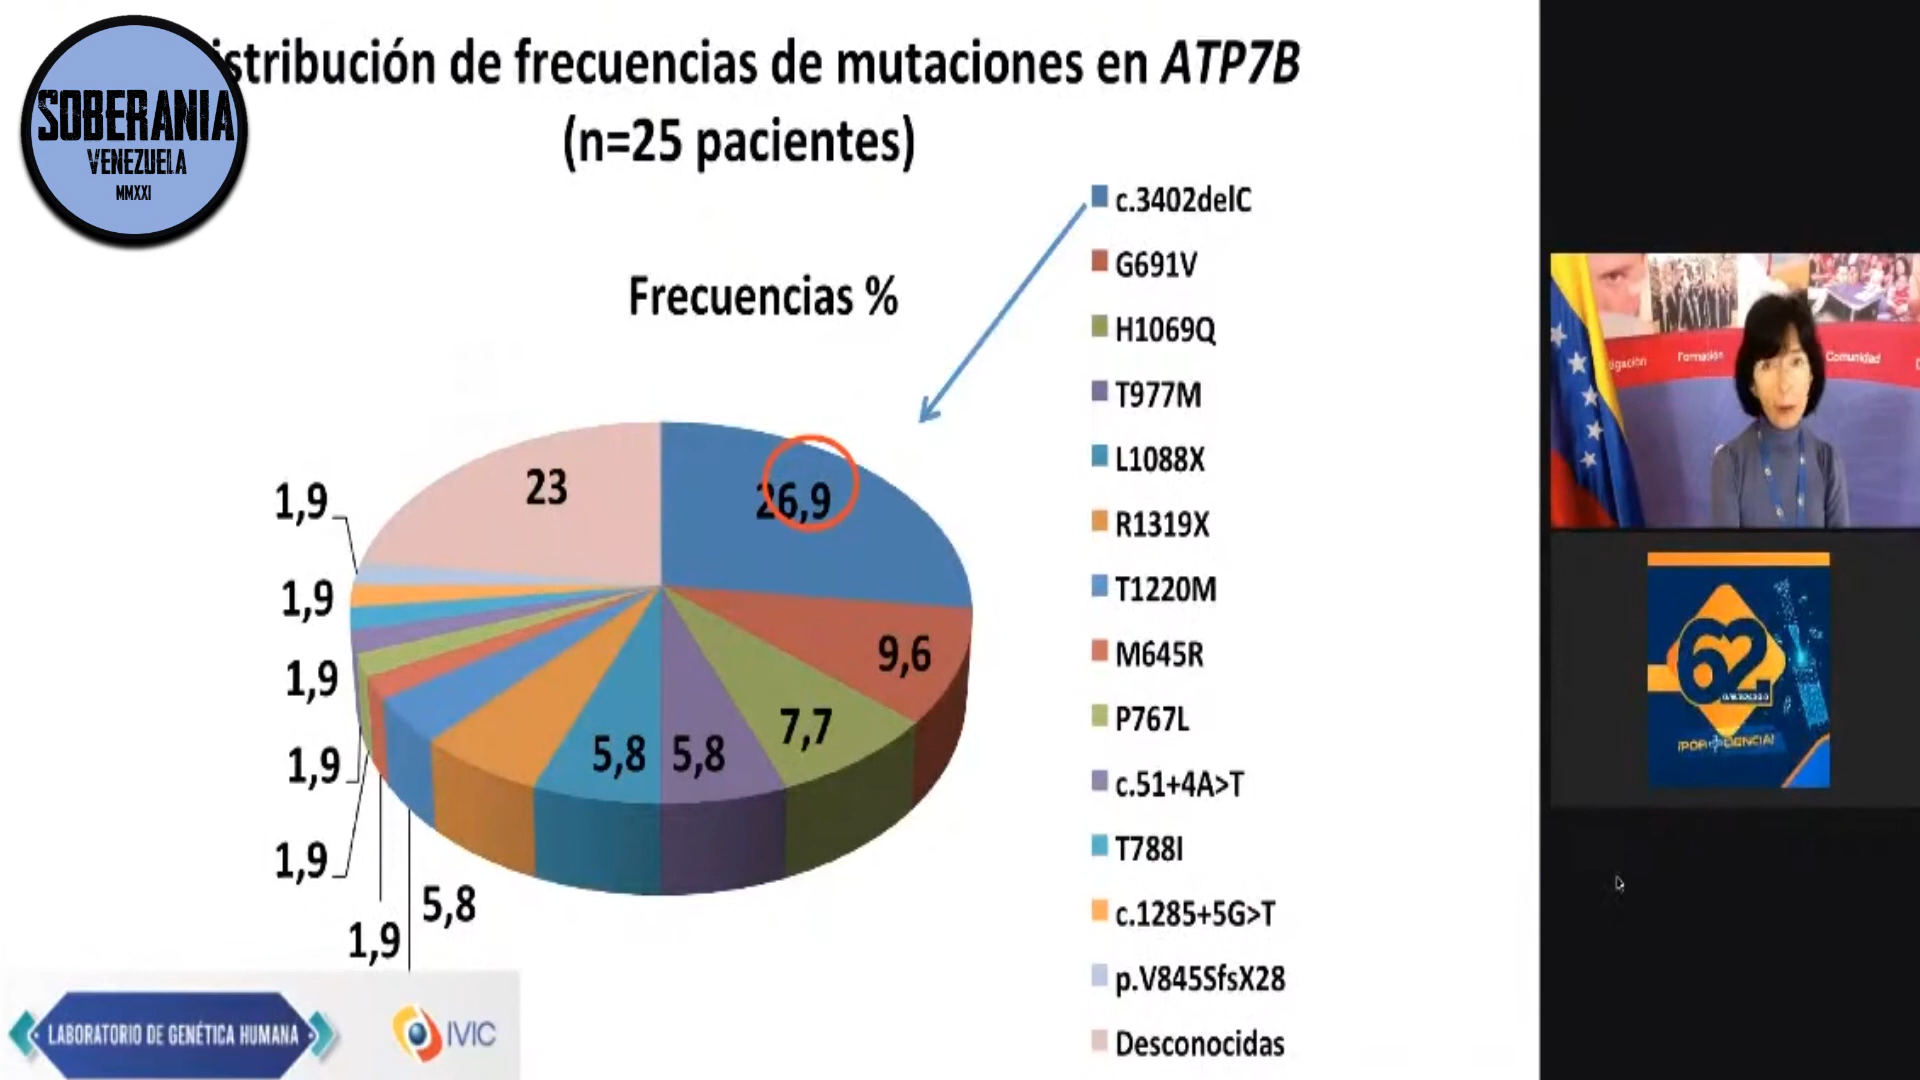 SOBERANIA
VENEZUELA
MMXXI
istribución de frecuencias de mutaciones en ATP7B
(n=25 pacientes)
Frecuencias %
26,9
9,6
7,7
5,8
5,8
5,8
1,9
1,9
1,9
1,9
1,9
1,9
23
c.3402delC
G691V
H1069Q
T977M
L1088X
R1319X
T1220M
M645R
P767L
c.51+4A>T
T788I
c.1285+5G>T
p.V845SfsX28
Desconocidas
LABORATORIO DE GENÉTICA HUMANA
IVIC
igación
Formación
Comunidad
62
¡POR CIENCIA!